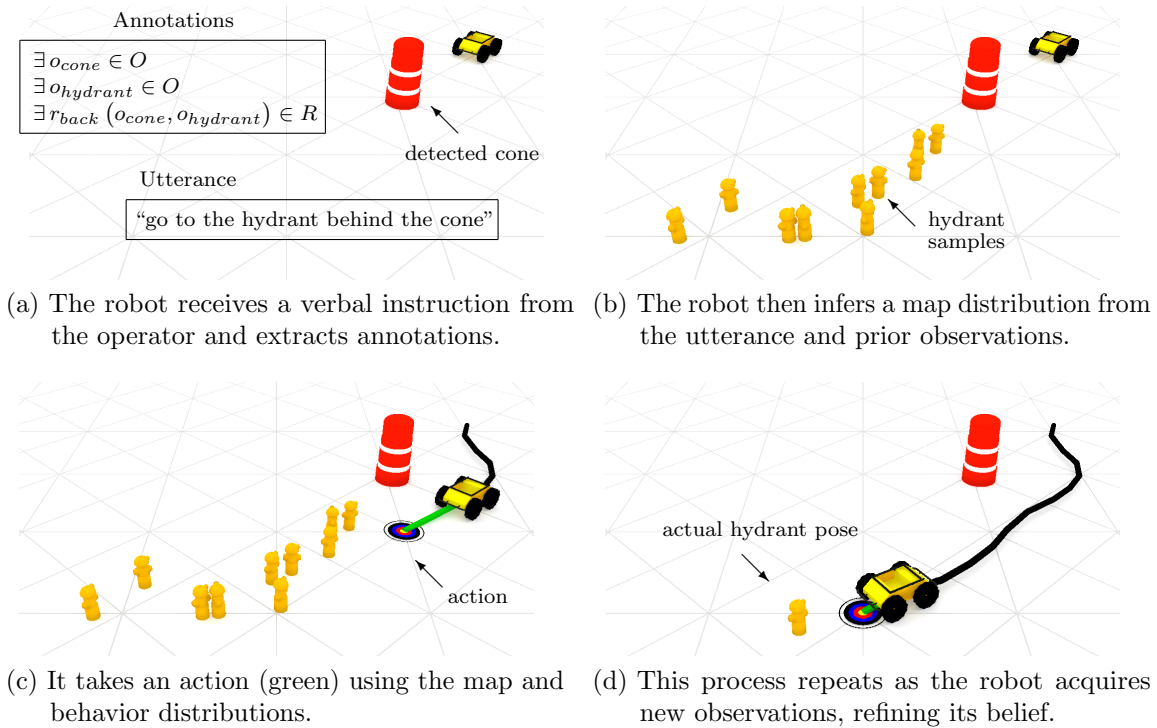 Annotations
∃ o_cone ∈ O
∃ o_hydrant ∈ O
∃ r_back (o_cone, o_hydrant) ∈ R
detected cone
Utterance
“go to the hydrant behind the cone”
(a) The robot receives a verbal instruction from
the operator and extracts annotations.
hydrant
samples
(b) The robot then infers a map distribution from
the utterance and prior observations.
action
(c) It takes an action (green) using the map and
behavior distributions.
actual hydrant pose
(d) This process repeats as the robot acquires
new observations, refining its belief.